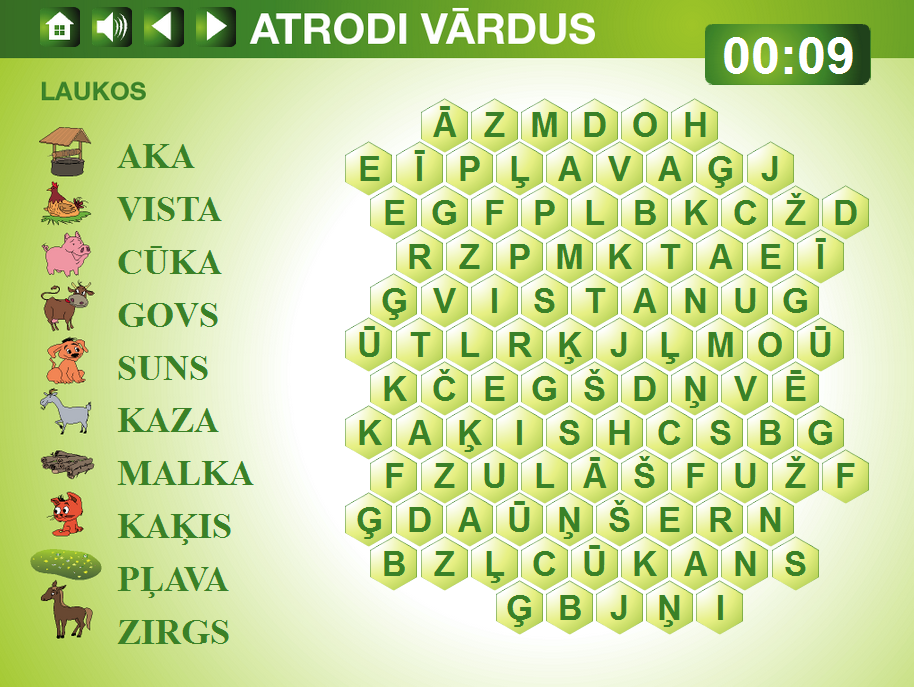 ATRODI VĀRDUS
00:09
LAUKOS
AKA
VISTA
CŪKA
GOVS
SUNS
KAZA
MALKA
KAĶIS
PĻAVA
ZIRGS
Ā Z M D O H
E Ī P Ļ A V A Ģ J
E G F P L B K C Ž D
R Z P M K T A E Ī
Ģ V I S T A N U G
Ū T L R Ķ J Ļ M O Ū
K Č E G Š D Ņ V Ē
K A Ķ I S H C S B G
F Z U L Ā Š F U Ž F
Ģ D A Ū Ņ Š E R N
B Z Ļ C Ū K A N S
Ģ B J Ņ I